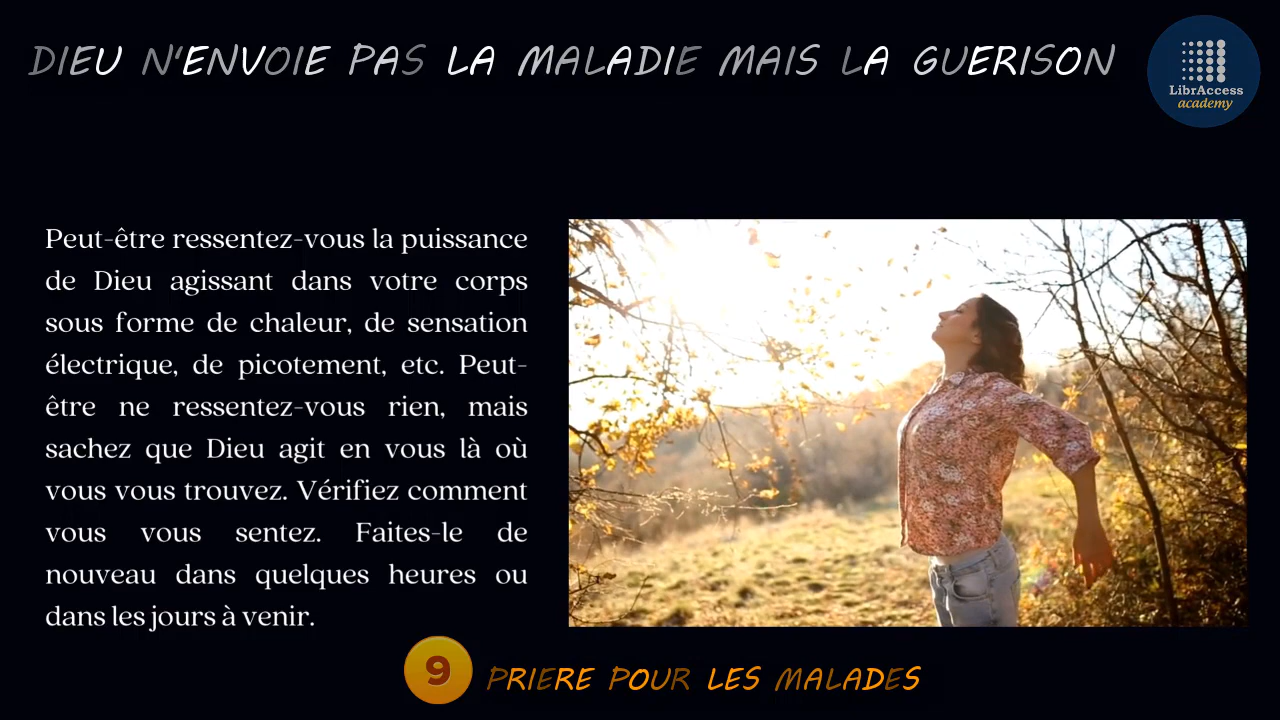 DIEU N'ENVOIE PAS LA MALADIE MAIS LA GUERISON
LibrAccess
academy
Peut-être ressentez-vous la puissance
de Dieu agissant dans votre corps
sous forme de chaleur, de sensation
électrique, de picotement, etc. Peut-
être ne ressentez-vous rien, mais
sachez que Dieu agit en vous là où
vous vous trouvez. Vérifiez comment
vous vous sentez. Faites-le de
nouveau dans quelques heures ou
dans les jours à venir.
9 PRIERE POUR LES MALADES